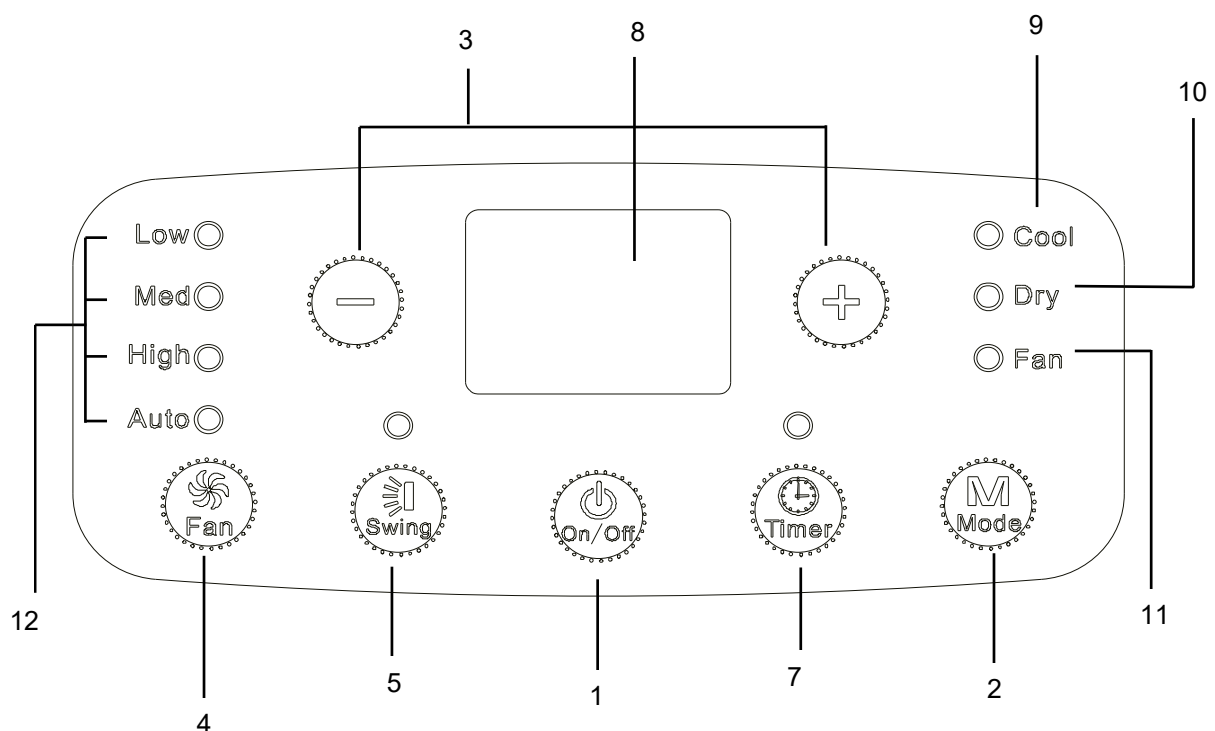 3
8
9
10
Low
Cool
Med
Dry
12
High
Fan
11
Auto
Fan
Swing
On/Off
Timer
M
Mode
4
5
1
7
2